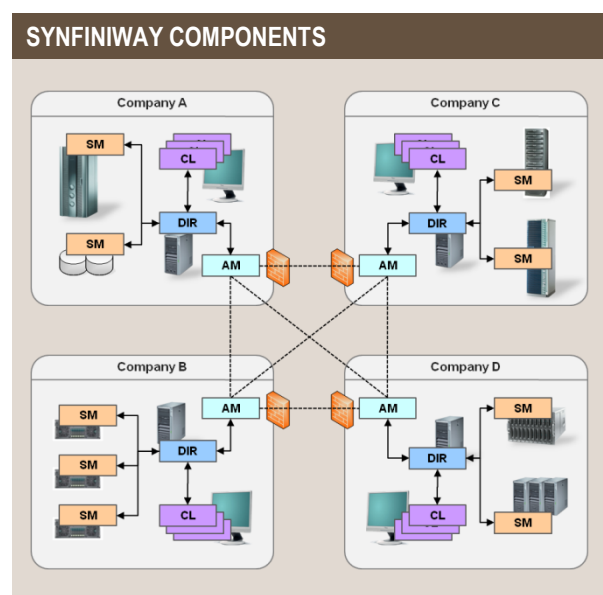 SYNFINIWAY COMPONENTS
Company A
SM
CL
DIR
SM
AM
Company C
CL
SM
DIR
SM
AM
Company B
SM
AM
SM
DIR
SM
CL
Company D
AM
SM
DIR
CL
SM